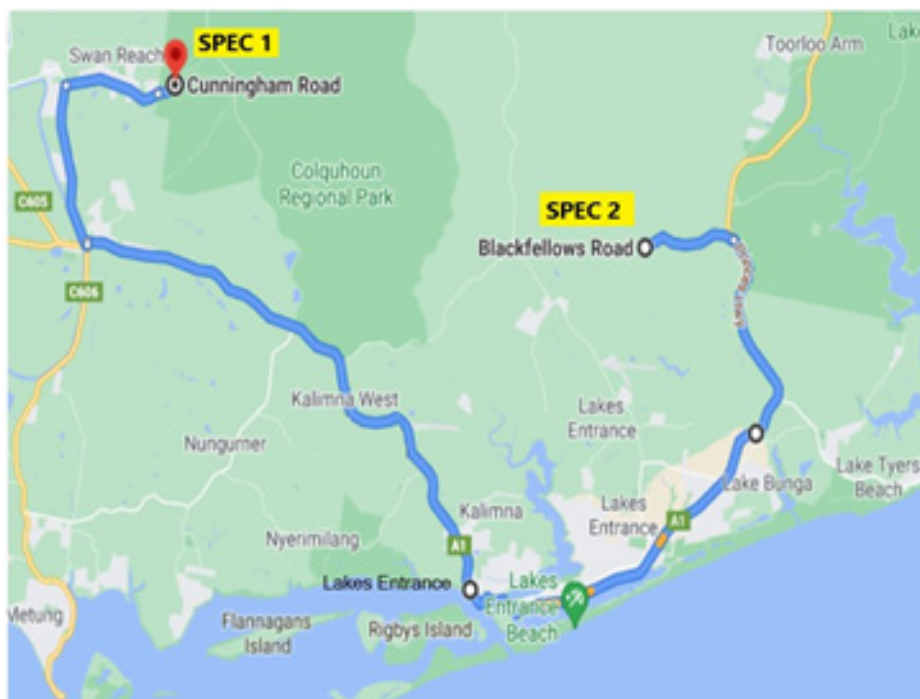 SPEC 1
Swan Reach
Cunningham Road
Toorloo Arm
Lake
Colquhoun
Regional Park
C605
SPEC 2
Blackfellows Road
C606
Kalimna West
Lakes
Entrance
Nungurner
Lake Tyers
Beach
Lake Bunga
Kalimna
Lakes
Entrance
A1
Nyerimilang
A1
Lakes Entrance
Lakes
Entrance
Beach
Metung
Flannagans
Island
Rigbys Island